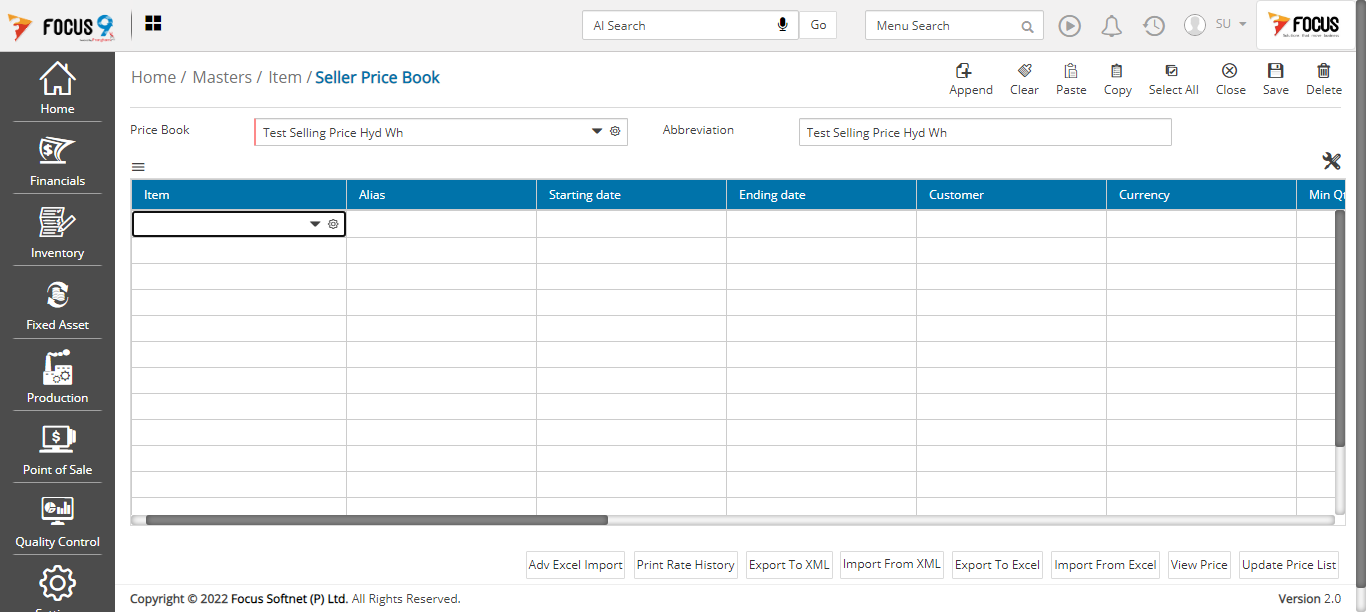 FOCUS 9
AI Search
Go
Menu Search
SU
FOCUS
Home / Masters / Item / Seller Price Book
Append
Clear
Paste
Copy
Select All
Close
Save
Delete
Home
Financials
Inventory
Fixed Asset
Production
Point of Sale
Quality Control
Price Book
Test Selling Price Hyd Wh
Abbreviation
Test Selling Price Hyd Wh
Item
Alias
Starting date
Ending date
Customer
Currency
Min Qt
Adv Excel Import
Print Rate History
Export To XML
Import From XML
Export To Excel
Import From Excel
View Price
Update Price List
Copyright © 2022 Focus Softnet (P) Ltd. All Rights Reserved.
Version 2.0